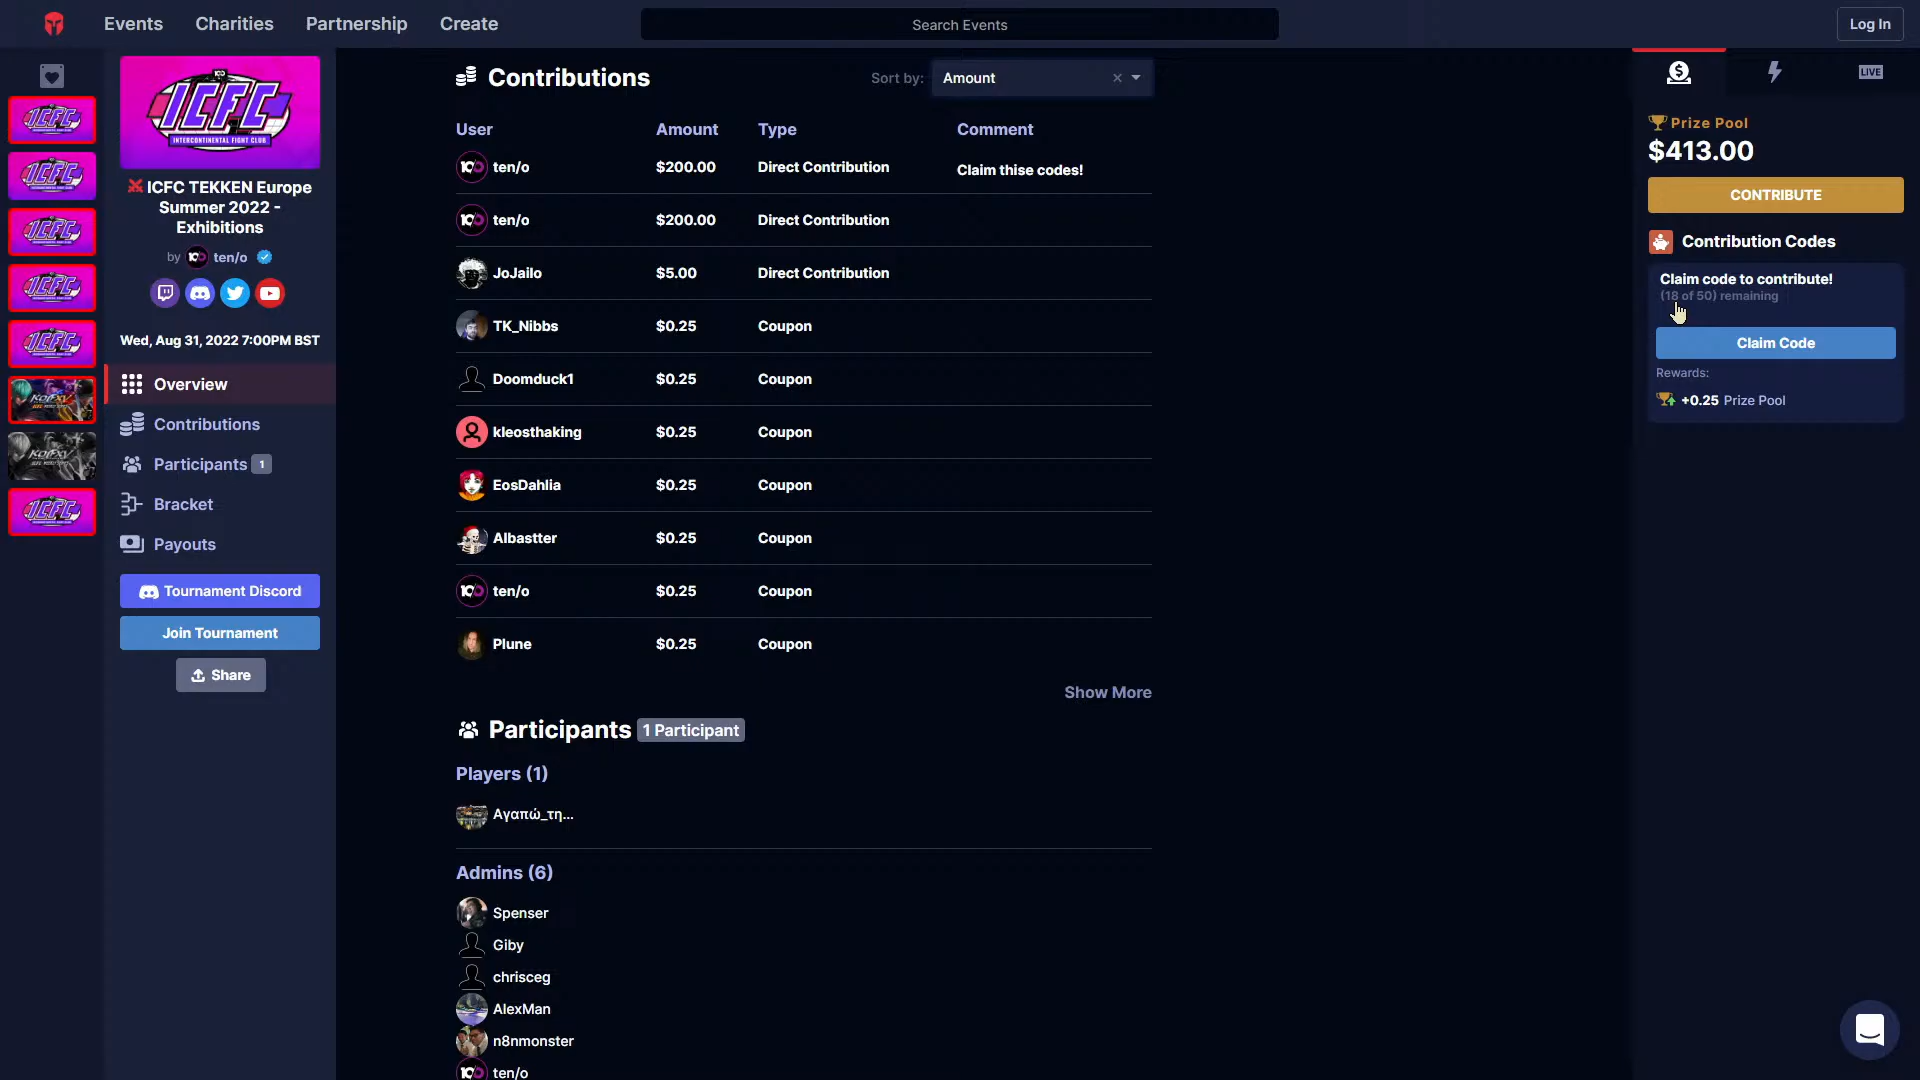 Events
Charities
Partnership
Create
Search Events
Log In
ICFC
INTERCONTINENTAL FIGHT CLUB
ICFC TEKKEN Europe
Summer 2022 -
Exhibitions
by ten/o
Wed, Aug 31, 2022 7:00PM BST
Overview
Contributions
Participants 1
Bracket
Payouts
Tournament Discord
Join Tournament
Share
Contributions
Sort by: Amount
User Amount Type Comment
ten/o $200.00 Direct Contribution Claim thise codes!
ten/o $200.00 Direct Contribution
JoJailo $5.00 Direct Contribution
TK_Nibbs $0.25 Coupon
Doomduck1 $0.25 Coupon
kleosthaking $0.25 Coupon
EosDahlia $0.25 Coupon
Albastter $0.25 Coupon
ten/o $0.25 Coupon
Plune $0.25 Coupon
Show More
Participants 1 Participant
Players (1)
Αγαπώ_τη...
Admins (6)
Spenser
Giby
chrisceg
AlexMan
n8nmonster
ten/o
LIVE
Prize Pool
$413.00
CONTRIBUTE
Contribution Codes
Claim code to contribute!
(18 of 50) remaining
Claim Code
Rewards:
+0.25 Prize Pool